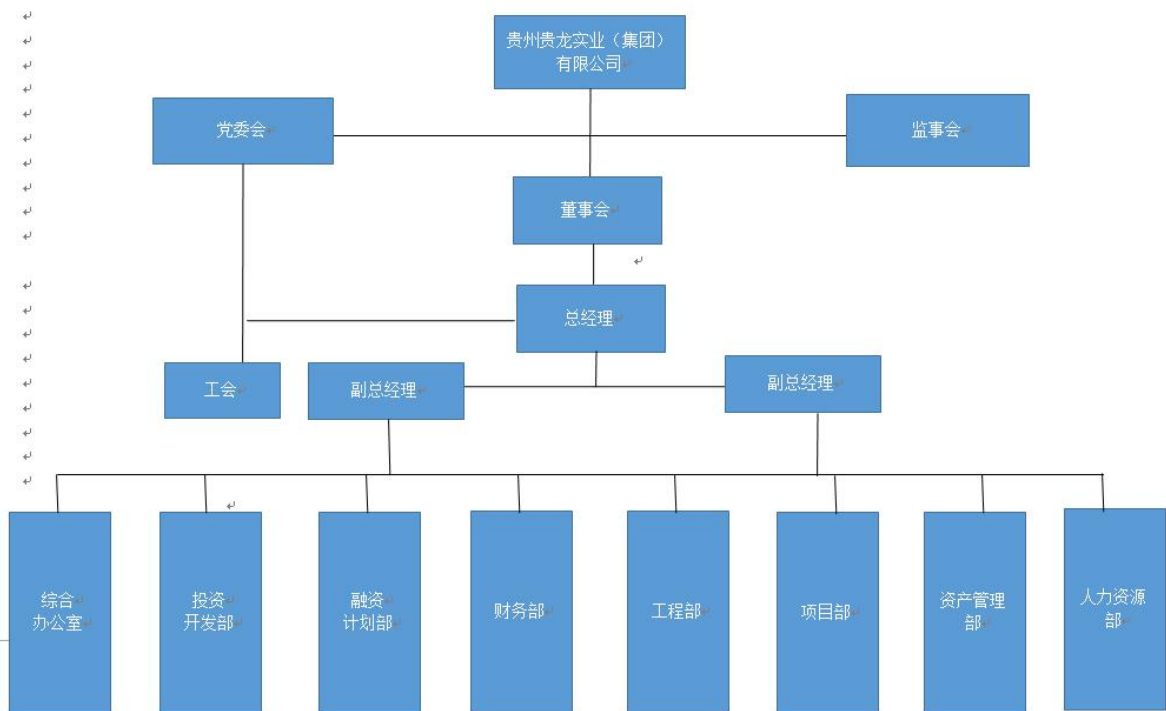 贵州贵龙实业（集团）
有限公司
党委会
监事会
董事会
总经理
工会
副总经理
副总经理
综合
办公室
投资
开发部
融资
计划部
财务部
工程部
项目部
资产管理
部
人力资源
部